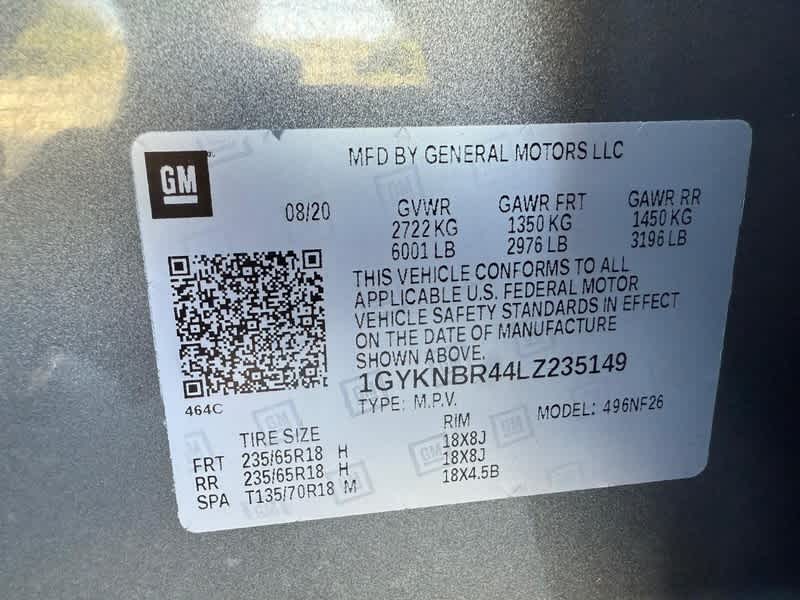 GM
MFD BY GENERAL MOTORS LLC
08/20
GVWR GAWR FRT GAWR RR
2722 KG 1350 KG 1450 KG
6001 LB 2976 LB 3196 LB
THIS VEHICLE CONFORMS TO ALL
APPLICABLE U.S. FEDERAL MOTOR
VEHICLE SAFETY STANDARDS IN EFFECT
ON THE DATE OF MANUFACTURE
SHOWN ABOVE.
1GYKNBR44LZ235149
464C
TYPE: M.P.V. MODEL: 496NF26
TIRE SIZE RIM
FRT 235/65R18 H 18X8J
RR 235/65R18 H 18X8J
SPA T135/70R18 M 18X4.5B